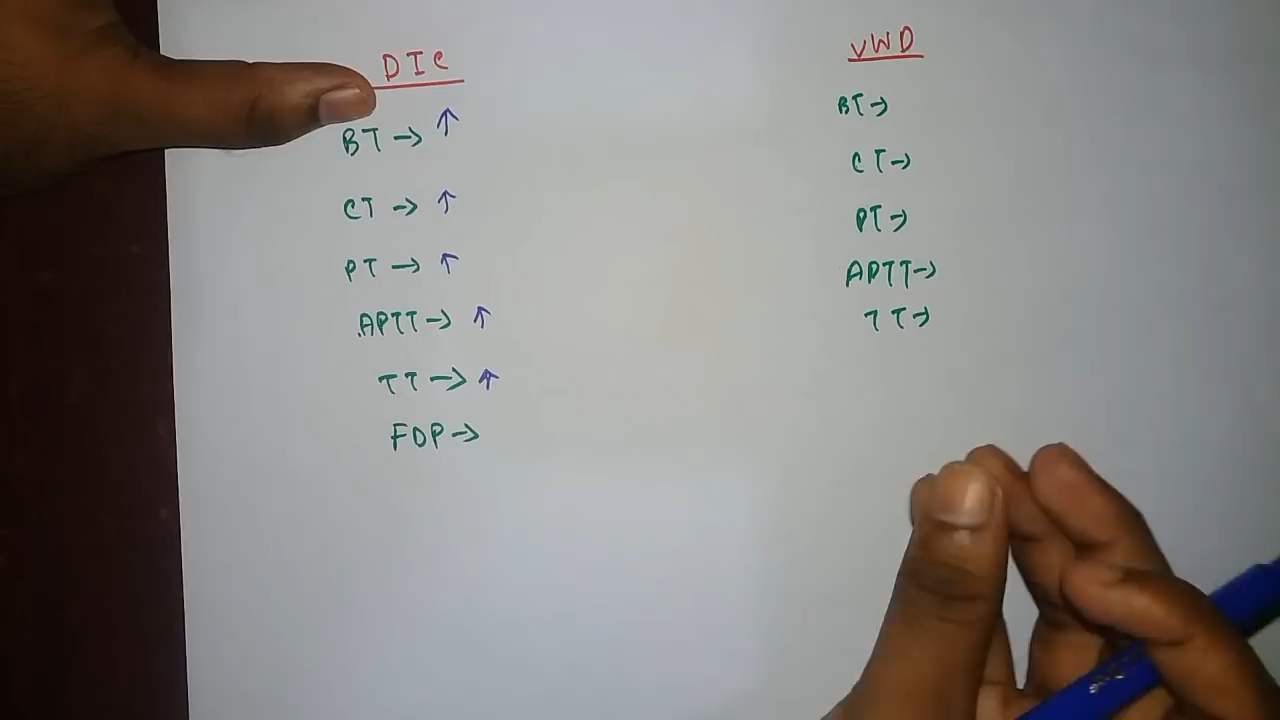 DIC
BT → ↑
CT → ↑
PT → ↑
APTT → ↑
TT → ↑
FDP →
VWD
BT →
CT →
PT →
APTT →
TT →